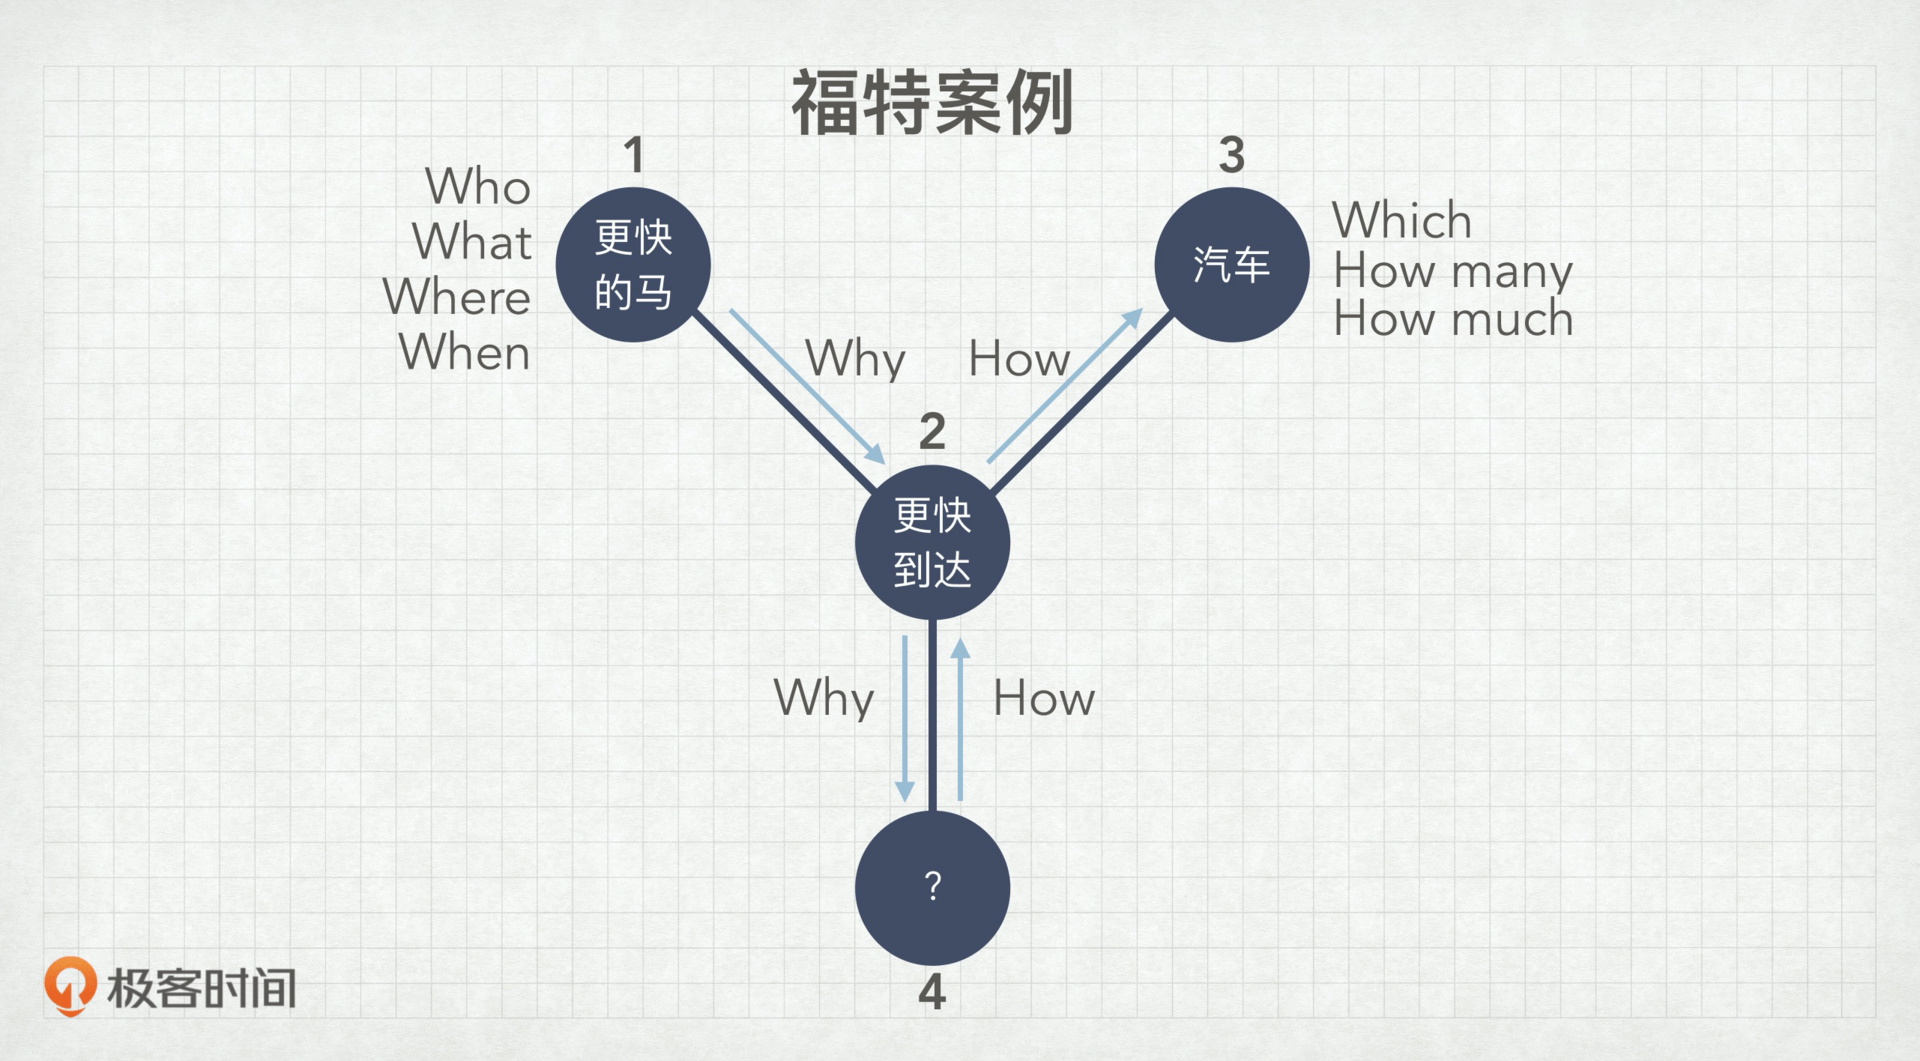 福特案例
1
Who
What
Where
When
更快
的马
3
汽车
Which
How many
How much
Why
How
2
更快
到达
Why
How
?
4
极客时间